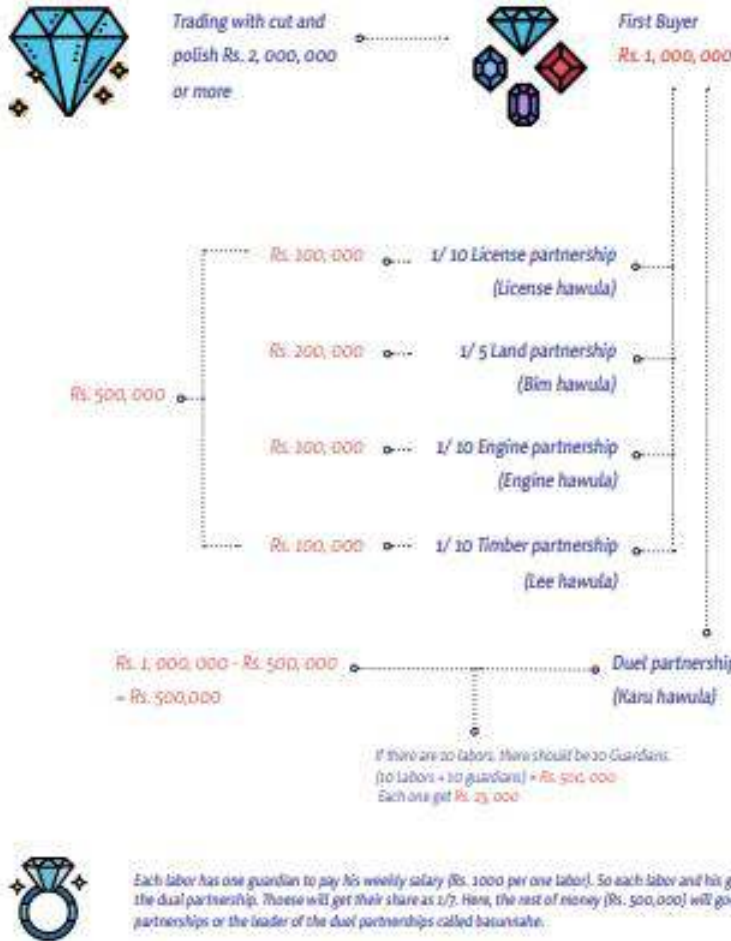 Trading with cut and
polish Rs. 2, 000, 000
or more
First Buyer
Rs. 1, 000, 000
Rs. 100, 000
1/ 10 License partnership
(License hawula)
Rs. 200, 000
1/ 5 Land partnership
(Bim hawula)
Rs. 500, 000
Rs. 100, 000
1/ 10 Engine partnership
(Engine hawula)
Rs. 100, 000
1/ 10 Timber partnership
(Lee hawula)
Rs. 1, 000, 000 - Rs. 500, 000
= Rs. 500,000
Duel partnership
(Karu hawula)
If there are 10 labors, there should be 10 Guardians.
(10 Labors + 10 guardians) = Rs. 500, 000
Each one get Rs. 25, 000
Each labor has one guardian to pay his weekly salary (Rs. 1000 per one labor). So each labor and his
the dual partnership. Thoese will get their share as 1/7. Here, the rest of money (Rs. 500,000) will
partnerships or the leader of the duel partnerships called